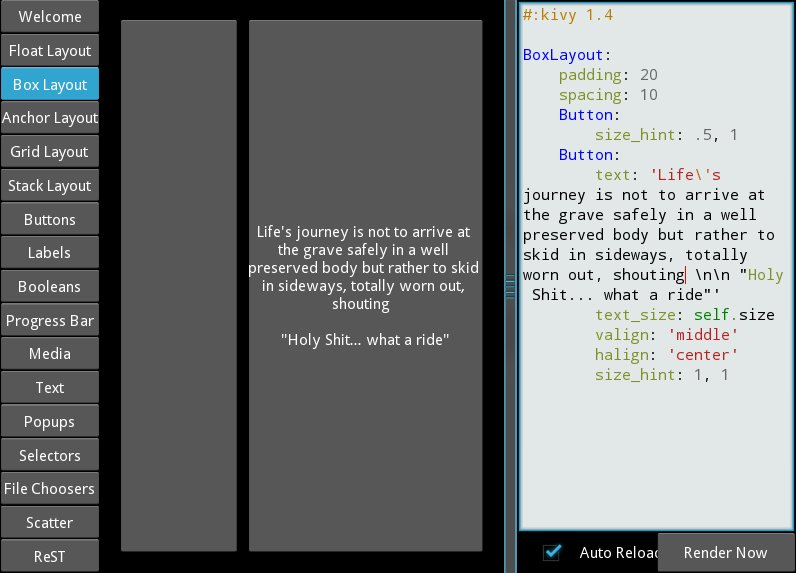 Welcome
Float Layout
Box Layout
Anchor Layout
Grid Layout
Stack Layout
Buttons
Labels
Booleans
Progress Bar
Media
Text
Popups
Selectors
File Choosers
Scatter
ReST
Life's journey is not to arrive at
the grave safely in a well
preserved body but rather to skid
in sideways, totally worn out,
shouting
"Holy Shit... what a ride"
#:kivy 1.4
BoxLayout:
    padding: 20
    spacing: 10
    Button:
        size_hint: .5, 1
    Button:
        text: 'Life\'s
journey is not to arrive at
the grave safely in a well
preserved body but rather to
skid in sideways, totally
worn out, shouting \n\n "Holy
 Shit... what a ride"'
        text_size: self.size
        valign: 'middle'
        halign: 'center'
        size_hint: 1, 1
Auto Reload
Render Now